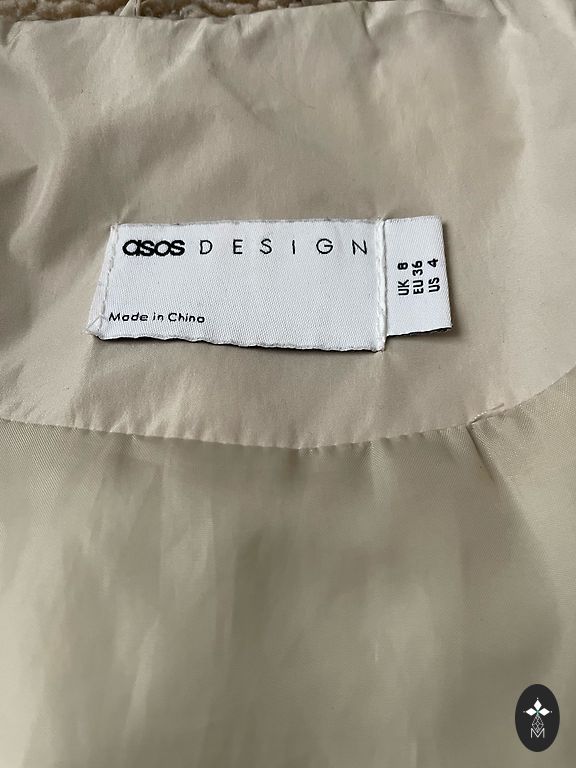 asos DESIGN
Made in China
UK 8
EU 36
US 4
M